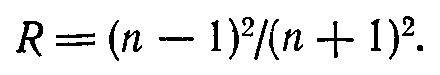 R = (n − 1)²/(n + 1)².